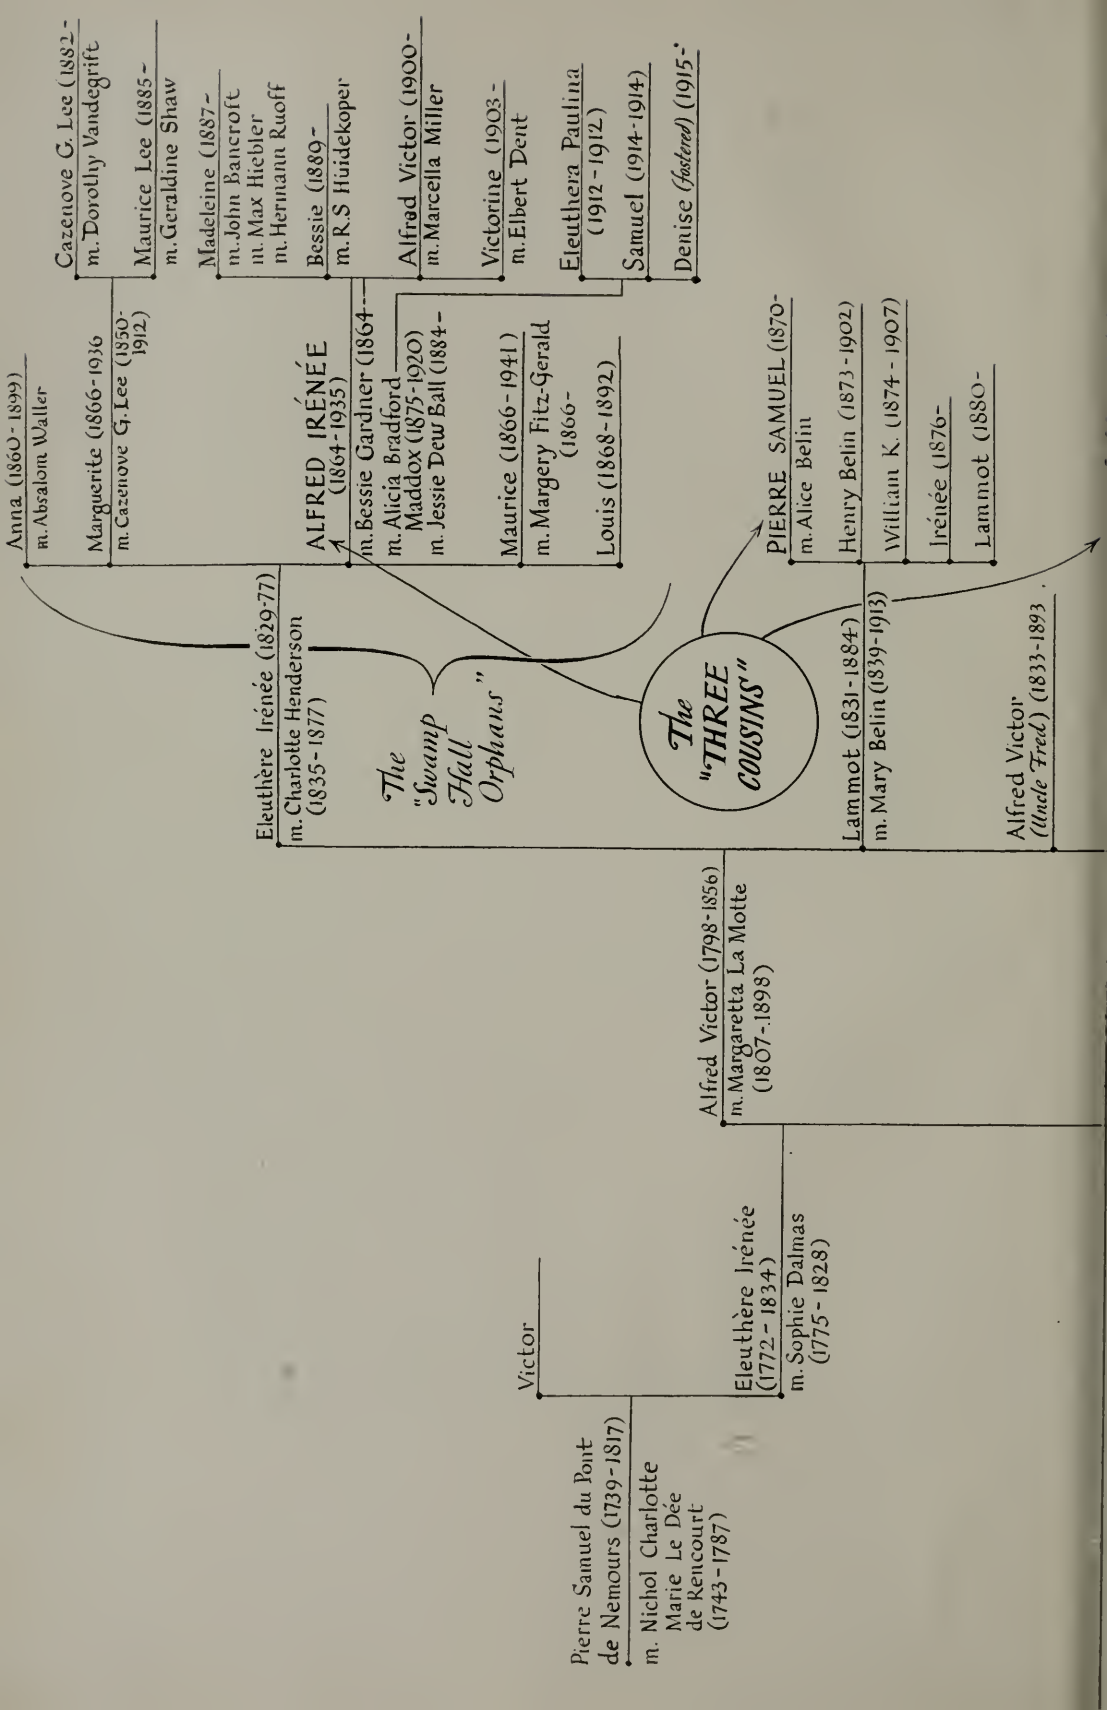 Pierre Samuel du Pont
de Nemours (1739-1817)
m. Nichol Charlotte
Marie Le Dée
de Rencourt
(1743-1787)
Victor
Eleuthère Irénée
(1772-1834)
m. Sophie Dalmas
(1775-1828)
Alfred Victor (1798-1856)
m. Margaretta La Motte
(1807-1898)
Eleuthère Irénée (1829-77)
m. Charlotte Henderson
(1835-1877)
The
"Swamp
Hall
Orphans"
The
"THREE
COUSINS"
Lammot (1831-1884)
m. Mary Belin (1839-1913)
Alfred Victor
(Uncle Fred) (1833-1893
Anna (1860-1899)
m. Absalom Waller
Marguerite (1866-1936
m. Cazenove G. Lee (1850-
1912)
ALFRED IRÉNÉE
(1864-1935)
m. Bessie Gardner (1864---
m. Alicia Bradford
Maddox (1875-1920)
m. Jessie Dew Ball (1884-
Maurice (1866-1941)
m. Margery Fitz-Gerald
(1866-
Louis (1868-1892)
PIERRE SAMUEL (1870-
m. Alice Belin
Henry Belin (1873-1902)
William K. (1874-1907)
Irénée (1876-
Lammot (1880-
Cazenove G. Lee (1882-
m. Dorothy Vandegrift
Maurice Lee (1885-
m. Geraldine Shaw
Madeleine (1887-
m. John Bancroft
m. Max Hiebler
m. Hermann Ruoff
Bessie (1889-
m. R.S Huidekoper
Alfred Victor (1900-
m. Marcella Miller
Victorine (1903-
m. Elbert Dent
Eleuthera Paulina
(1912-1912)
Samuel (1914-1914)
Denise (fostered) (1915-